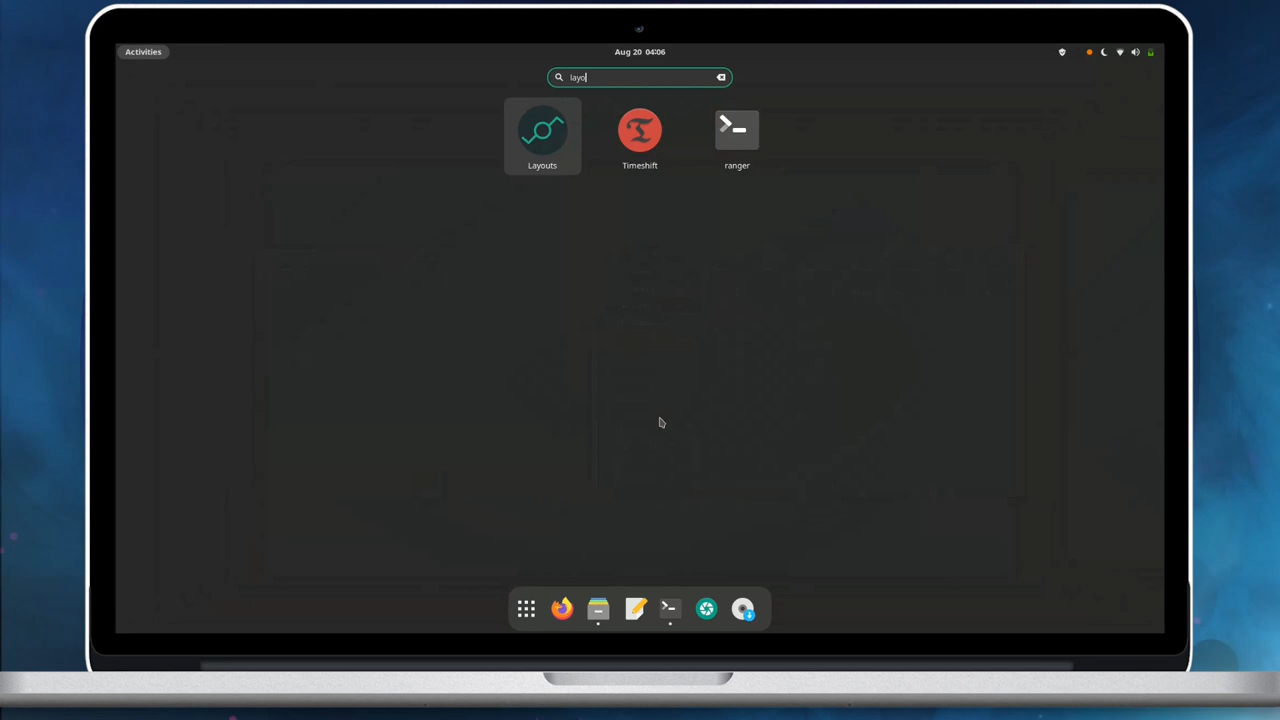 Activities
Aug 20 04:06
layo
Layouts
Timeshift
ranger